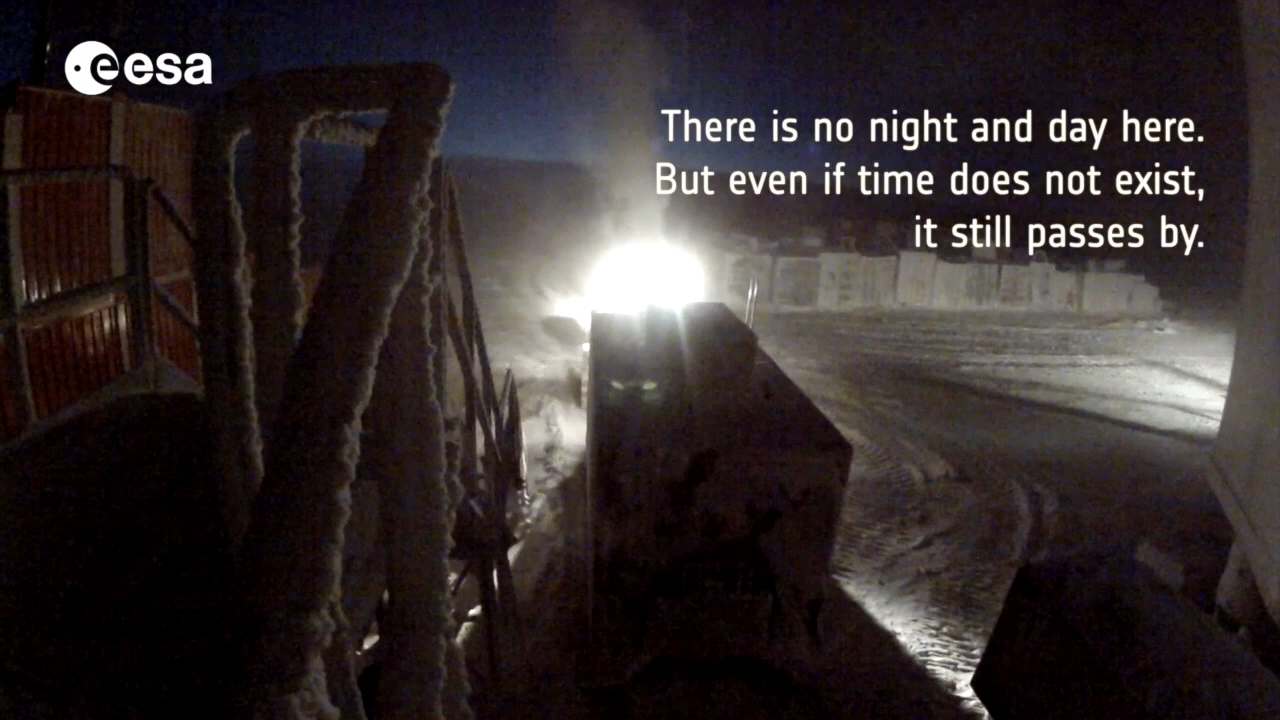 esa
There is no night and day here.
But even if time does not exist,
it still passes by.